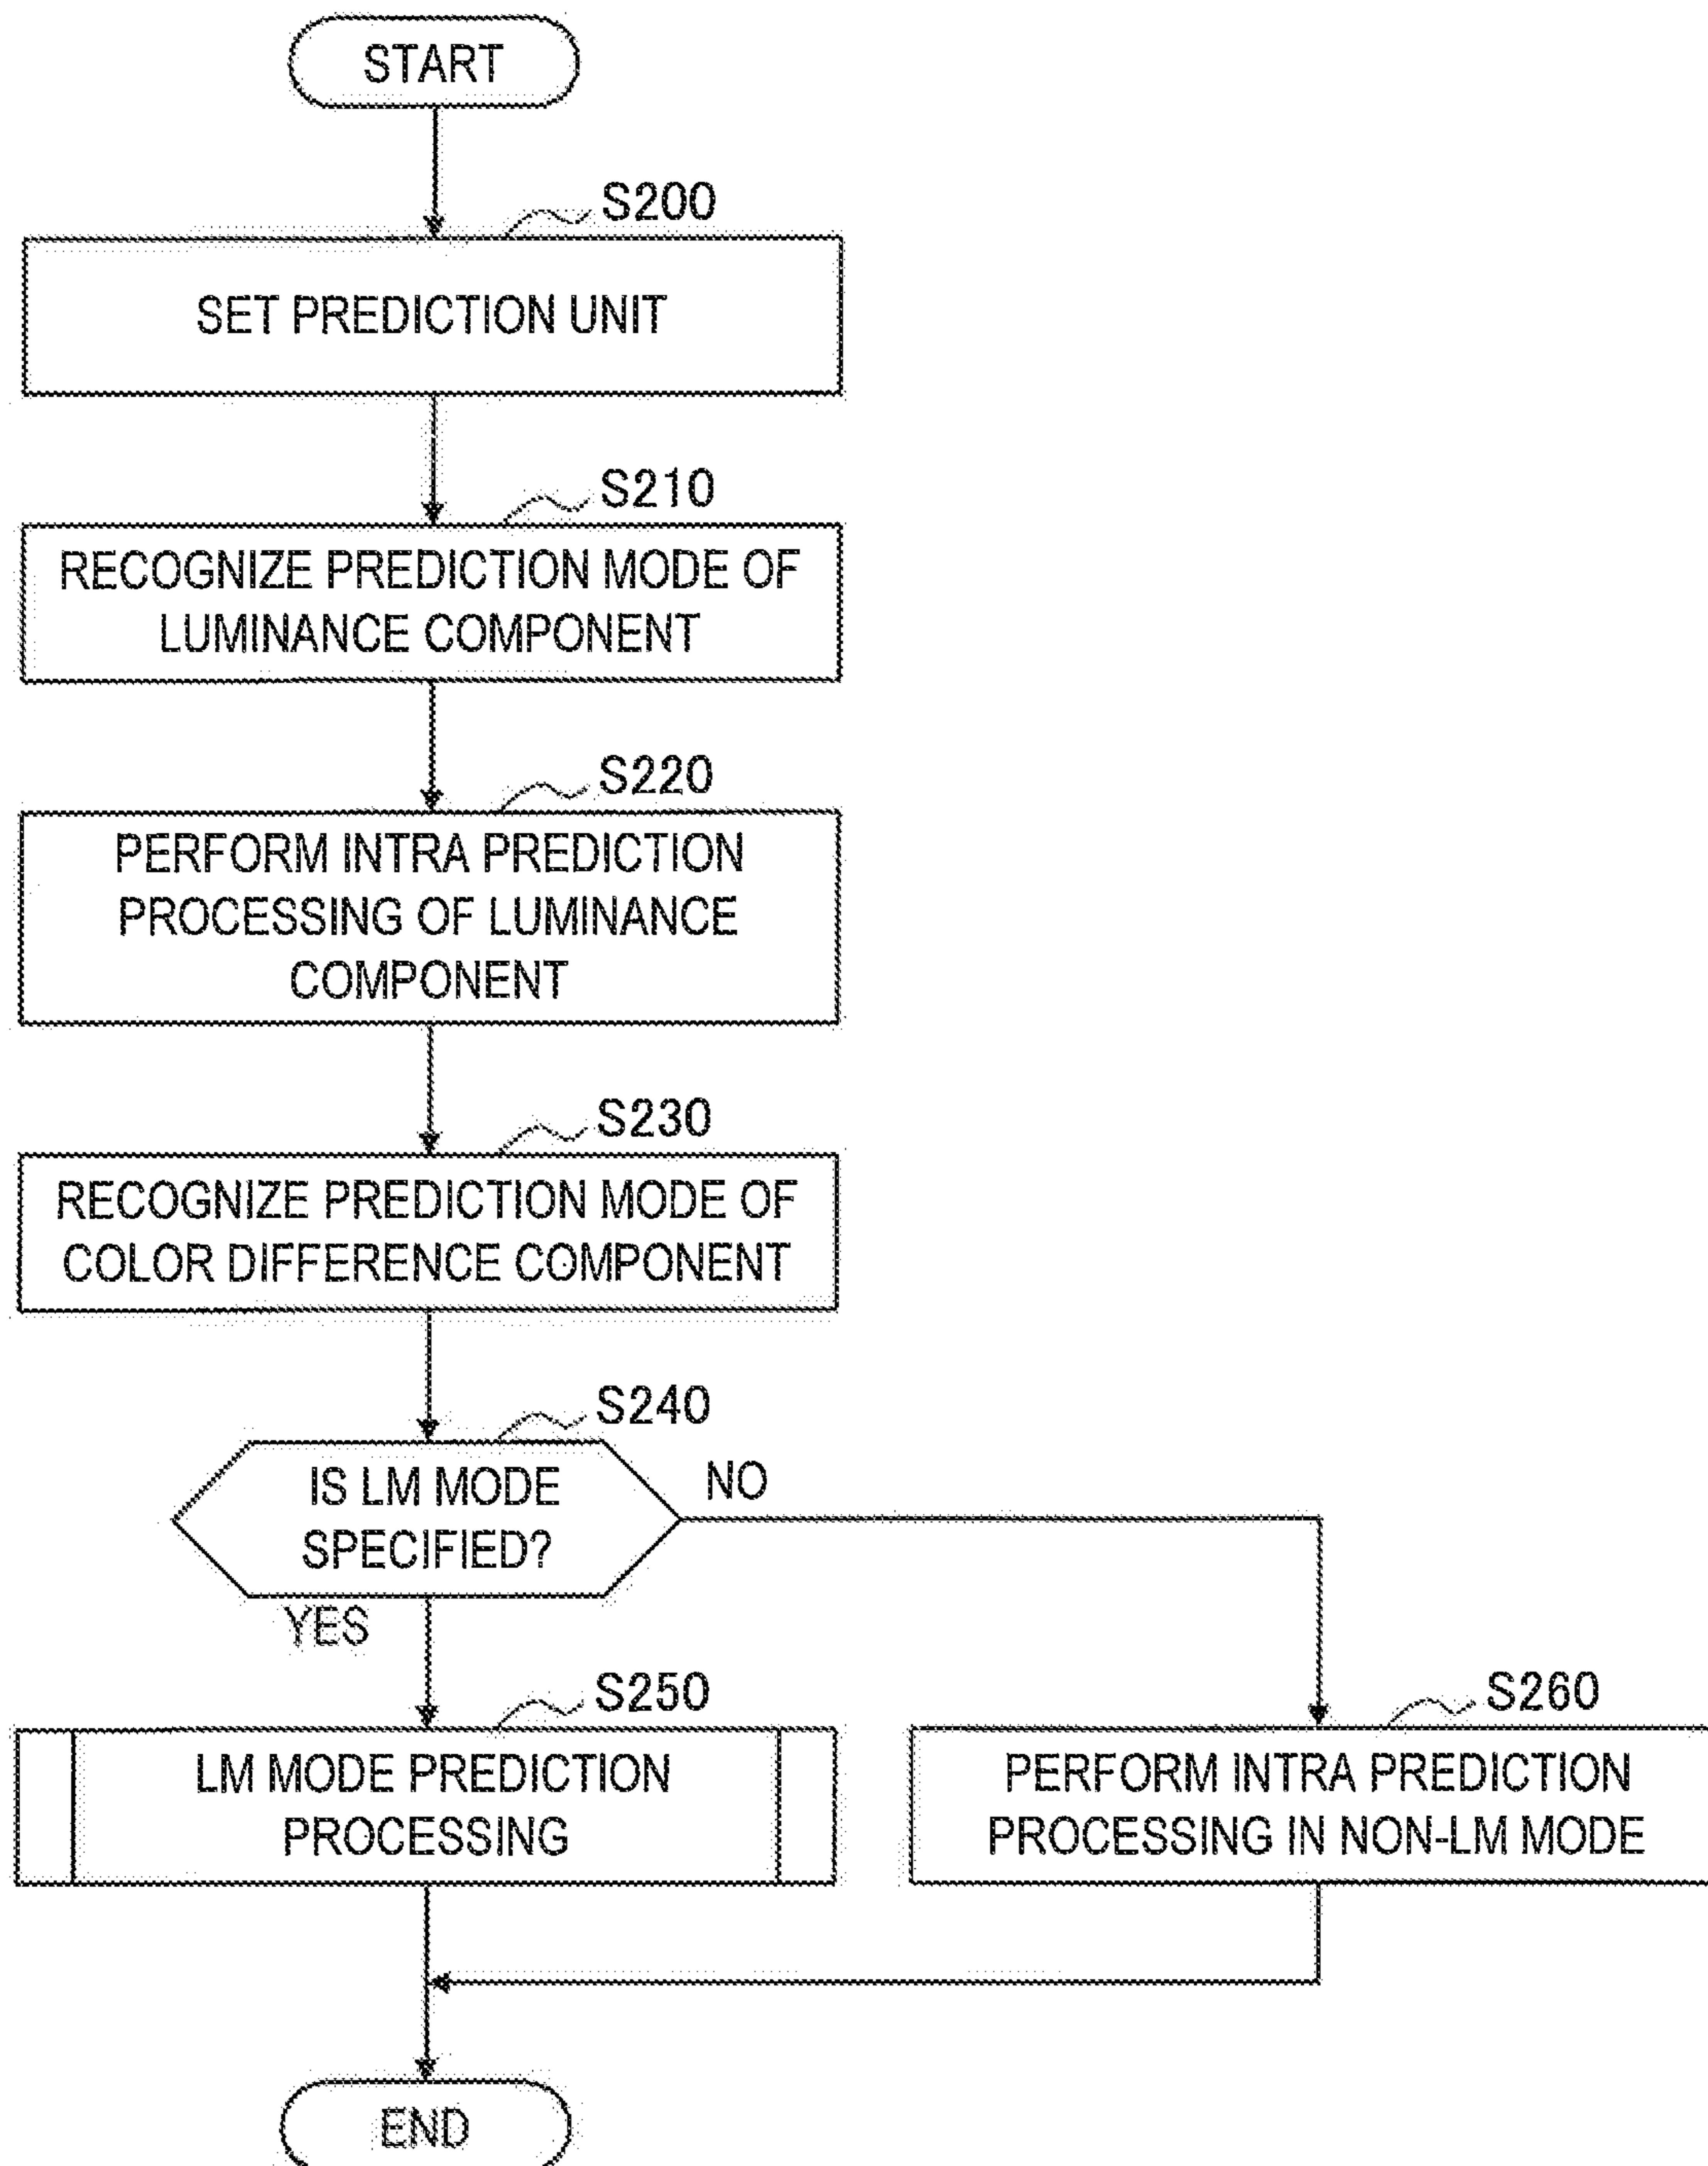 START
S200
SET PREDICTION UNIT
S210
RECOGNIZE PREDICTION MODE OF
LUMINANCE COMPONENT
S220
PERFORM INTRA PREDICTION
PROCESSING OF LUMINANCE
COMPONENT
S230
RECOGNIZE PREDICTION MODE OF
COLOR DIFFERENCE COMPONENT
S240
IS LM MODE
SPECIFIED?
NO
YES
S250
LM MODE PREDICTION
PROCESSING
S260
PERFORM INTRA PREDICTION
PROCESSING IN NON-LM MODE
END